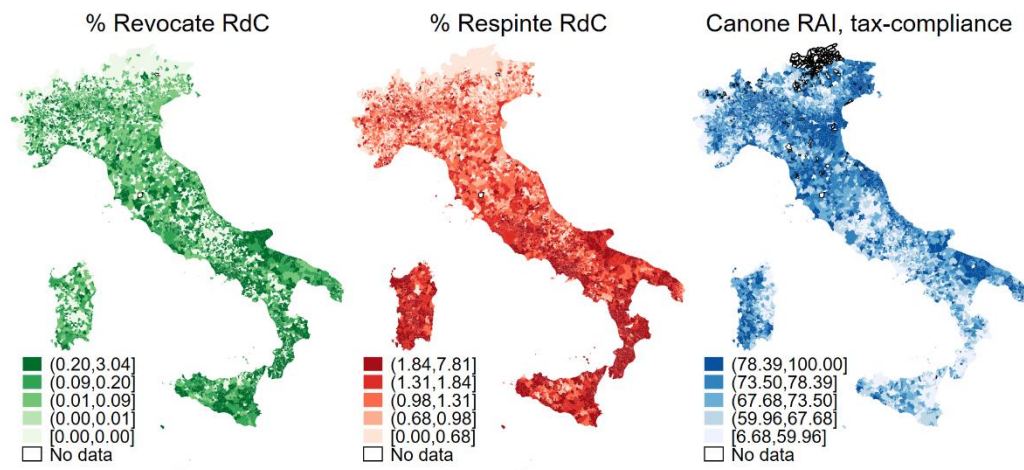 % Revocate RdC
(0.20,3.04]
(0.09,0.20]
(0.01,0.09]
(0.00,0.01]
[0.00,0.00]
No data
% Respinte RdC
(1.84,7.81]
(1.31,1.84]
(0.98,1.31]
(0.68,0.98]
[0.00,0.68]
No data
Canone RAI, tax-compliance
(78.39,100.00]
(73.50,78.39]
(67.68,73.50]
(59.96,67.68]
[6.68,59.96]
No data